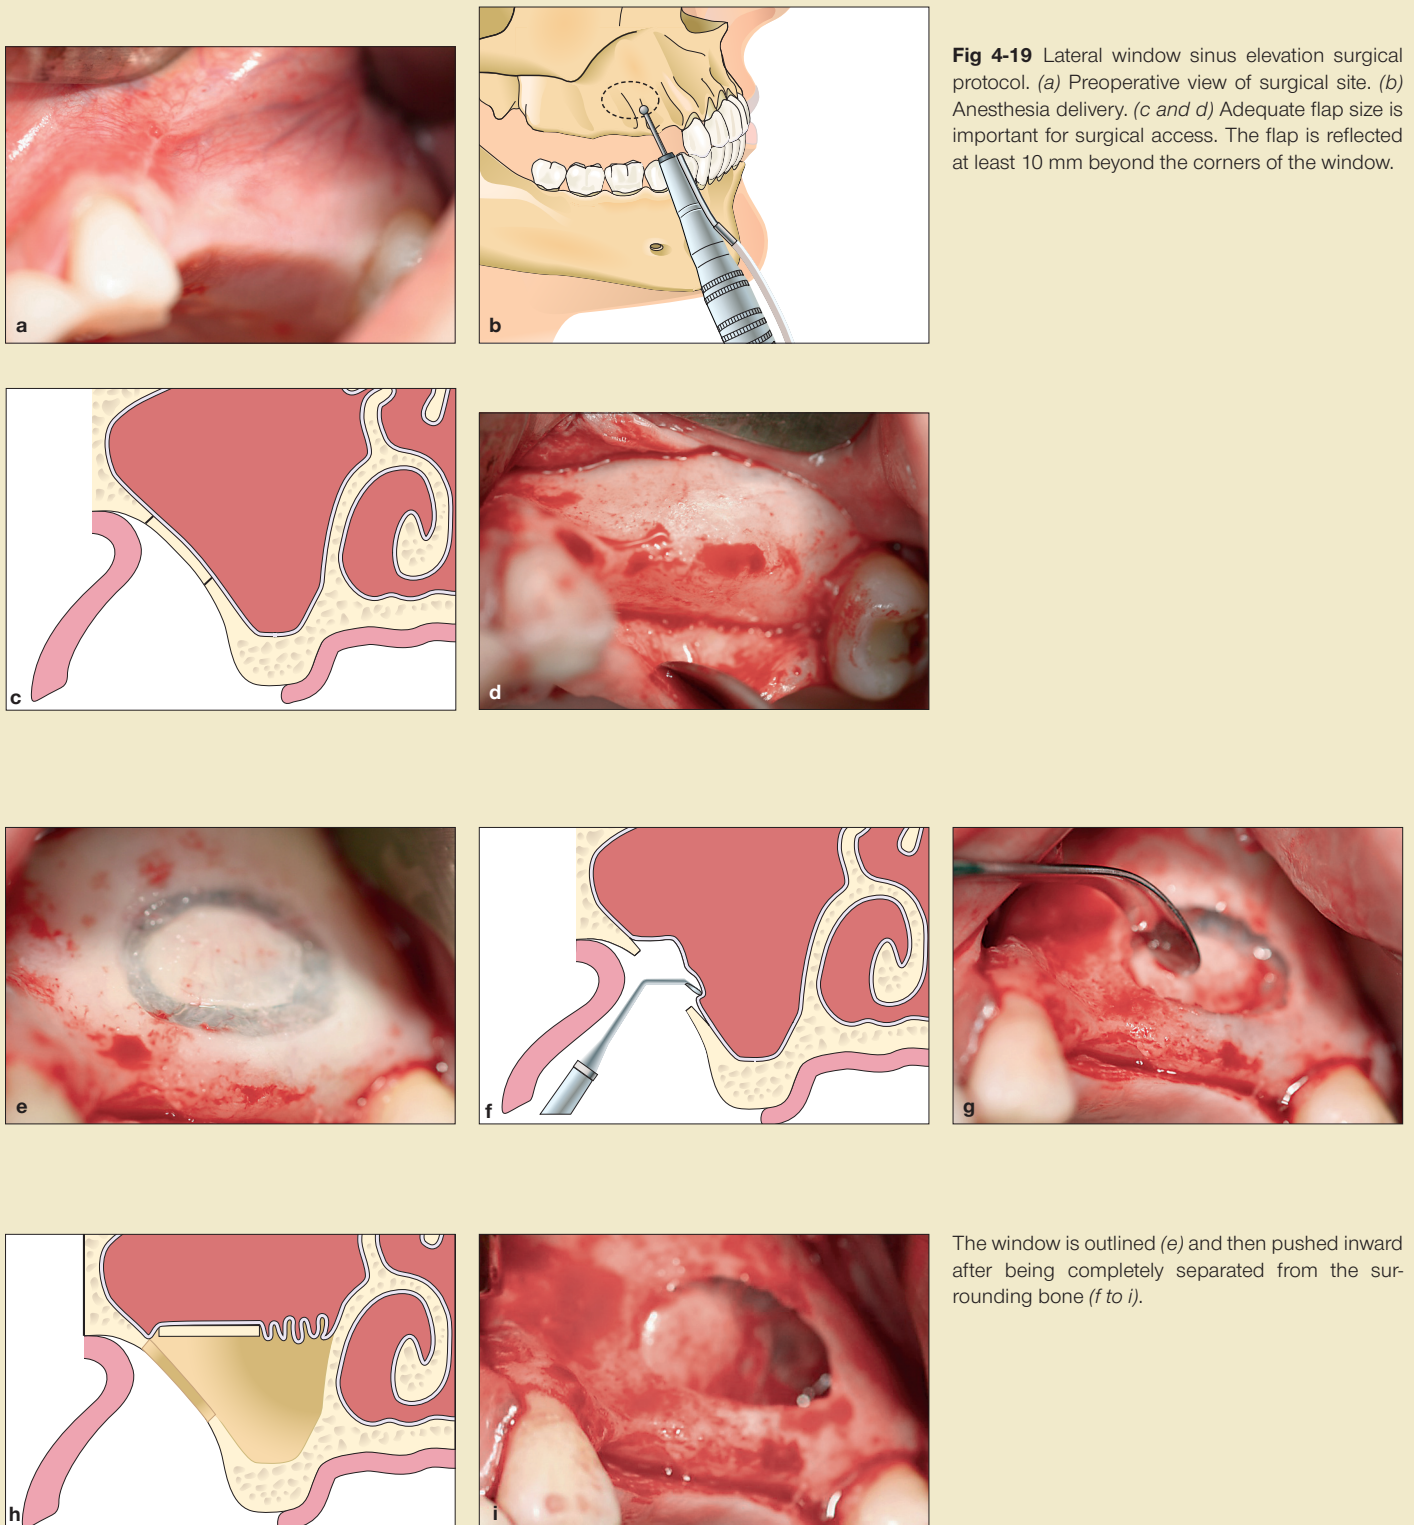 Fig 4-19 Lateral window sinus elevation surgical
protocol. (a) Preoperative view of surgical site. (b)
Anesthesia delivery. (c and d) Adequate flap size is
important for surgical access. The flap is reflected
at least 10 mm beyond the corners of the window.
a
b
c
d
e
f
g
The window is outlined (e) and then pushed inward
after being completely separated from the sur-
rounding bone (f to i).
h
i